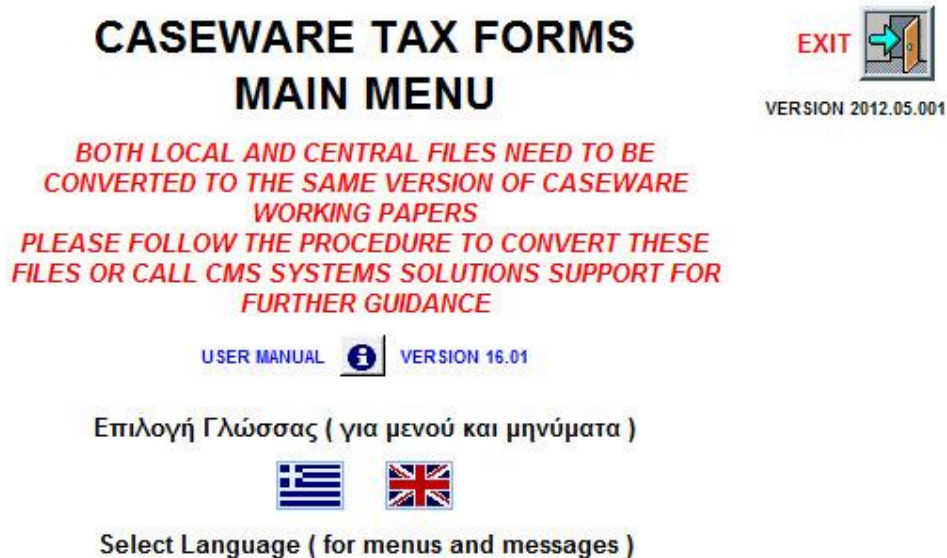 CASEWARE TAX FORMS
MAIN MENU
EXIT
VERSION 2012.05.001
BOTH LOCAL AND CENTRAL FILES NEED TO BE
CONVERTED TO THE SAME VERSION OF CASEWARE
WORKING PAPERS
PLEASE FOLLOW THE PROCEDURE TO CONVERT THESE
FILES OR CALL CMS SYSTEMS SOLUTIONS SUPPORT FOR
FURTHER GUIDANCE
USER MANUAL VERSION 16.01
Επιλογή Γλώσσας ( για μενού και μηνύματα )
Select Language ( for menus and messages )